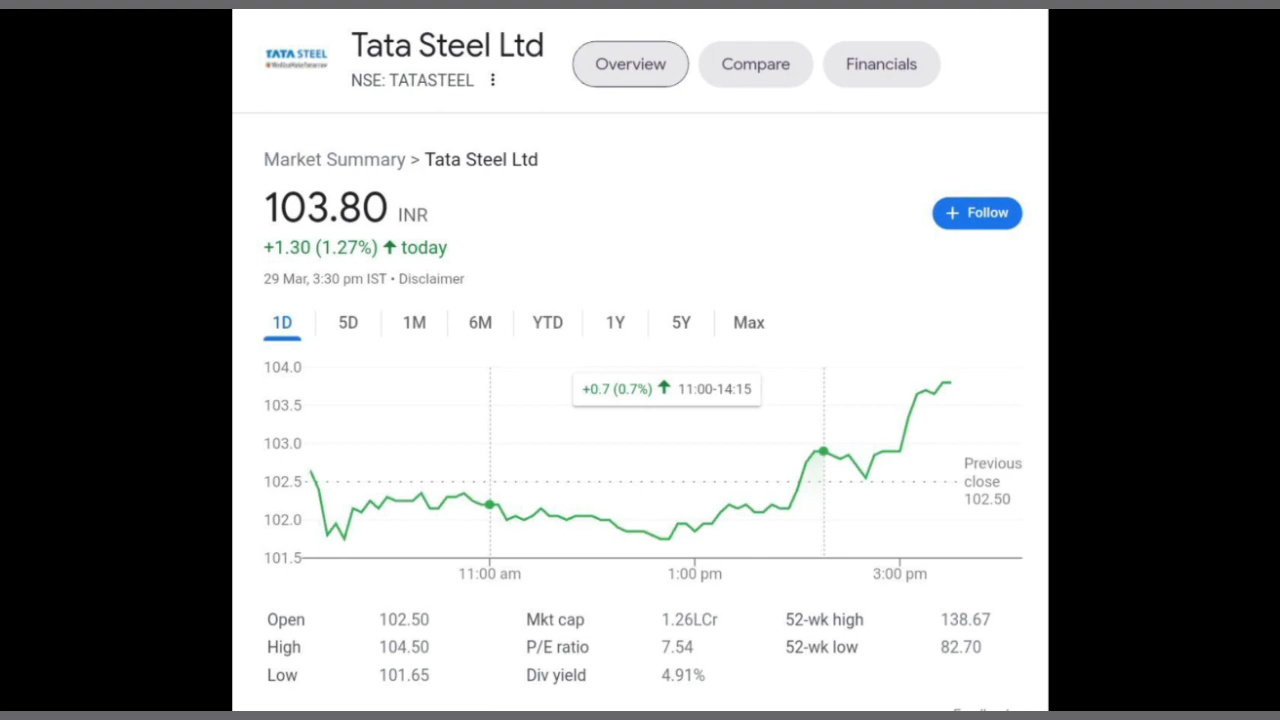 TATA STEEL
#WeAlsoMakeTomorrow
Tata Steel Ltd
NSE: TATASTEEL
Overview
Compare
Financials
Market Summary > Tata Steel Ltd
103.80 INR
+ Follow
+1.30 (1.27%) ↑ today
29 Mar, 3:30 pm IST • Disclaimer
1D 5D 1M 6M YTD 1Y 5Y Max
104.0
+0.7 (0.7%) ↑ 11:00-14:15
103.5
103.0
102.5
Previous
close
102.50
102.0
101.5
11:00 am 1:00 pm 3:00 pm
Open 102.50 Mkt cap 1.26LCr 52-wk high 138.67
High 104.50 P/E ratio 7.54 52-wk low 82.70
Low 101.65 Div yield 4.91%